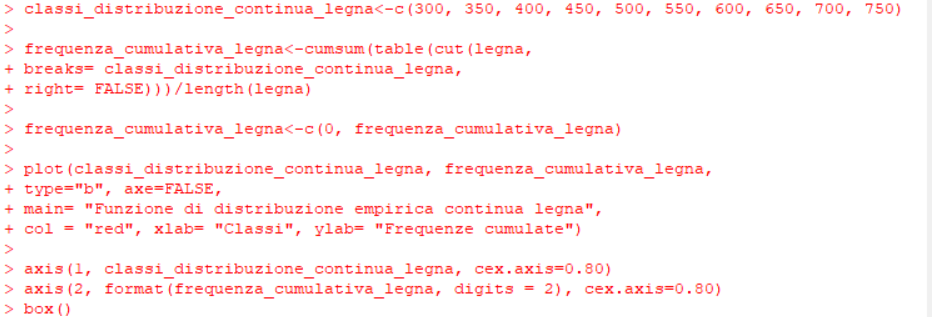 > classi_distribuzione_continua_legna<-c(300, 350, 400, 450, 500, 550, 600, 650, 700, 750)
>
> frequenza_cumulativa_legna<-cumsum(table(cut(legna,
+ breaks= classi_distribuzione_continua_legna,
+ right= FALSE)))/length(legna)
>
> frequenza_cumulativa_legna<-c(0, frequenza_cumulativa_legna)
>
> plot(classi_distribuzione_continua_legna, frequenza_cumulativa_legna,
+ type="b", axe=FALSE,
+ main= "Funzione di distribuzione empirica continua legna",
+ col = "red", xlab= "Classi", ylab= "Frequenze cumulate")
>
> axis(1, classi_distribuzione_continua_legna, cex.axis=0.80)
> axis(2, format(frequenza_cumulativa_legna, digits = 2), cex.axis=0.80)
> box()